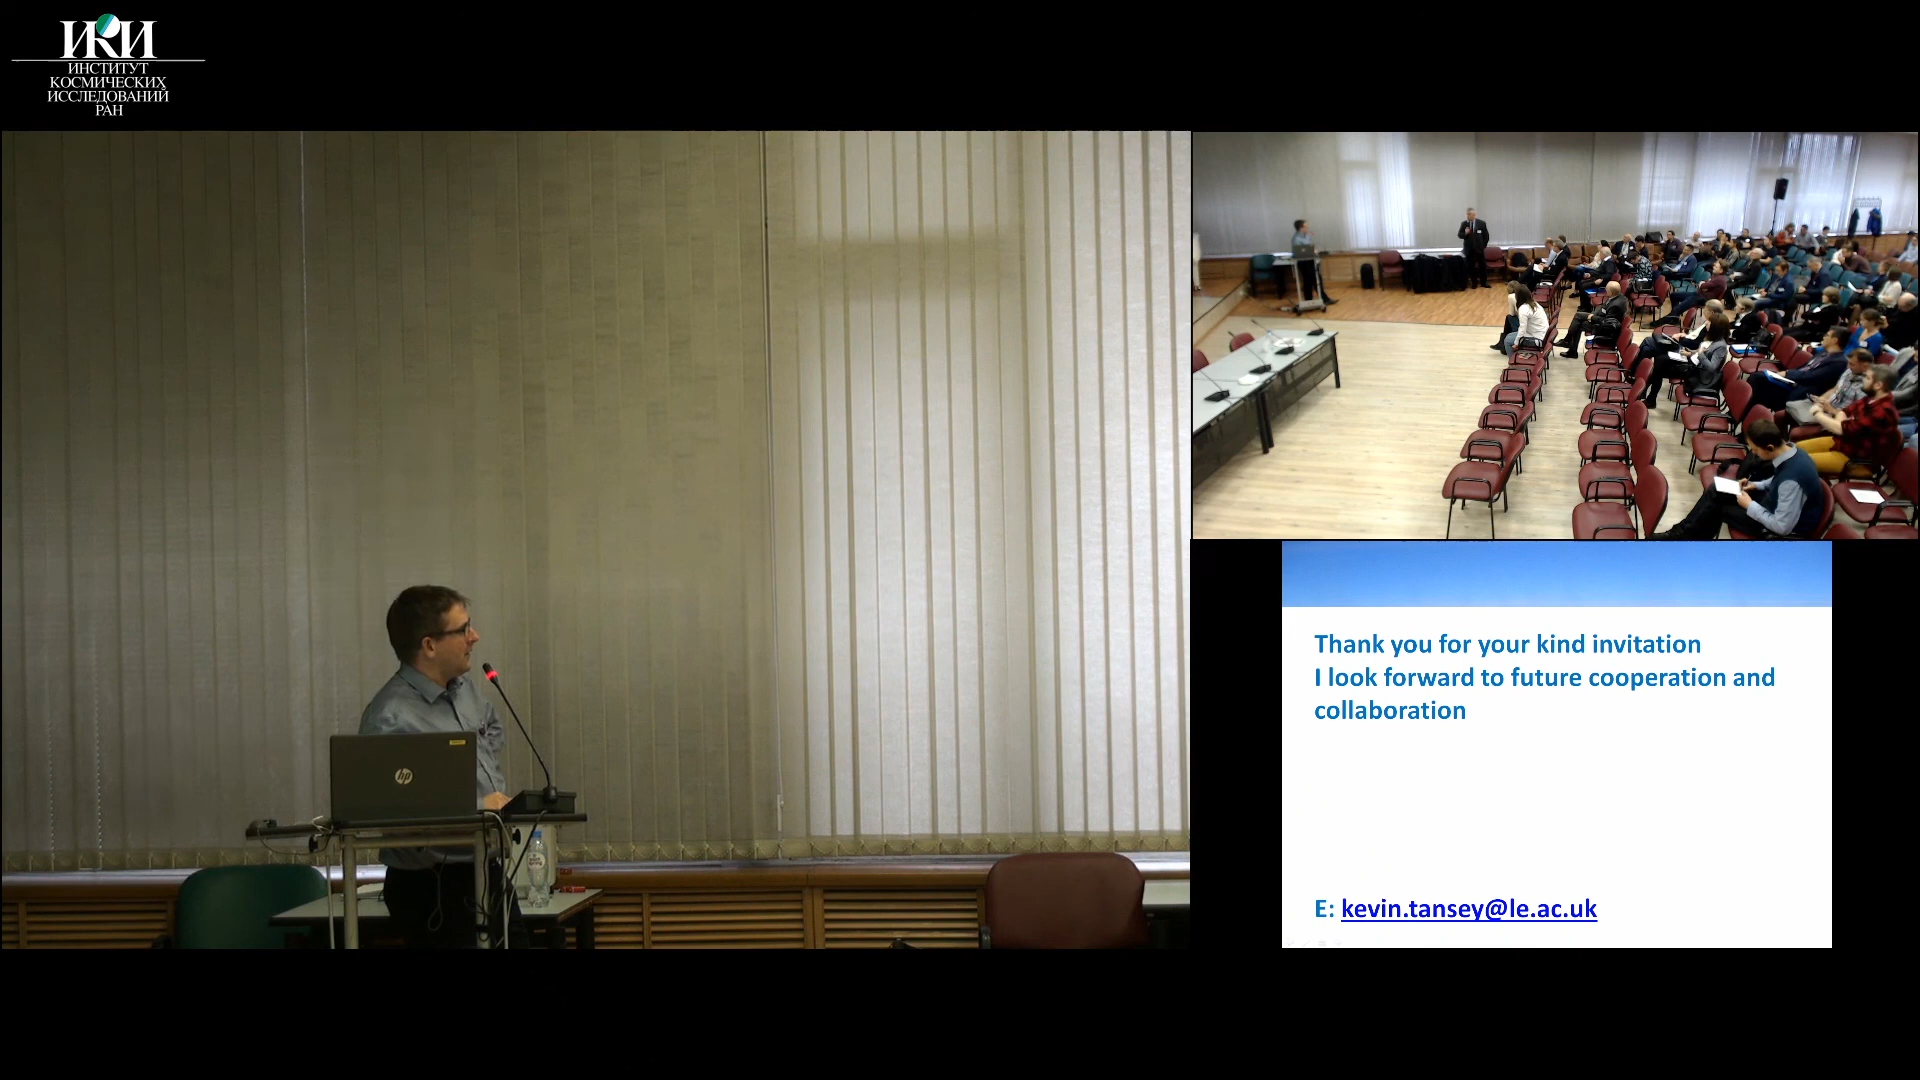 ИКИ
ИНСТИТУТ
КОСМИЧЕСКИХ
ИССЛЕДОВАНИЙ
РАН
hp
Thank you for your kind invitation
I look forward to future cooperation and
collaboration
E: kevin.tansey@le.ac.uk